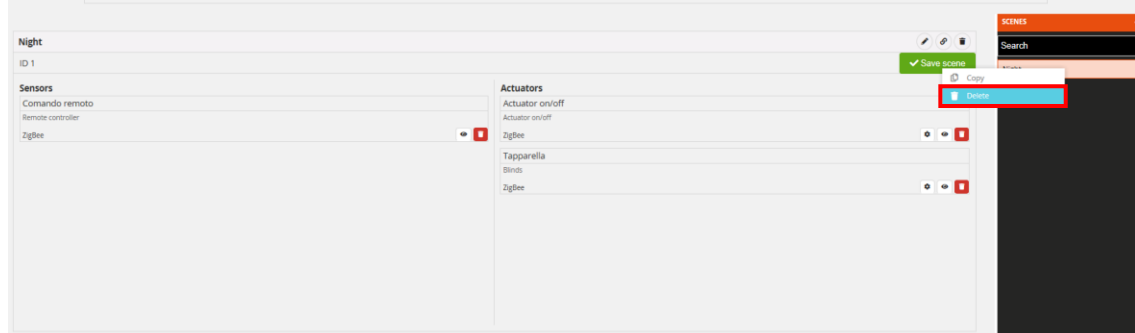 SCENES
Night
Search
ID 1
Save scene
Night
Copy
Delete
Sensors
Actuators
Comando remoto
Actuator on/off
Remote controller
Actuator on/off
ZigBee
ZigBee
Tapparella
Blinds
ZigBee